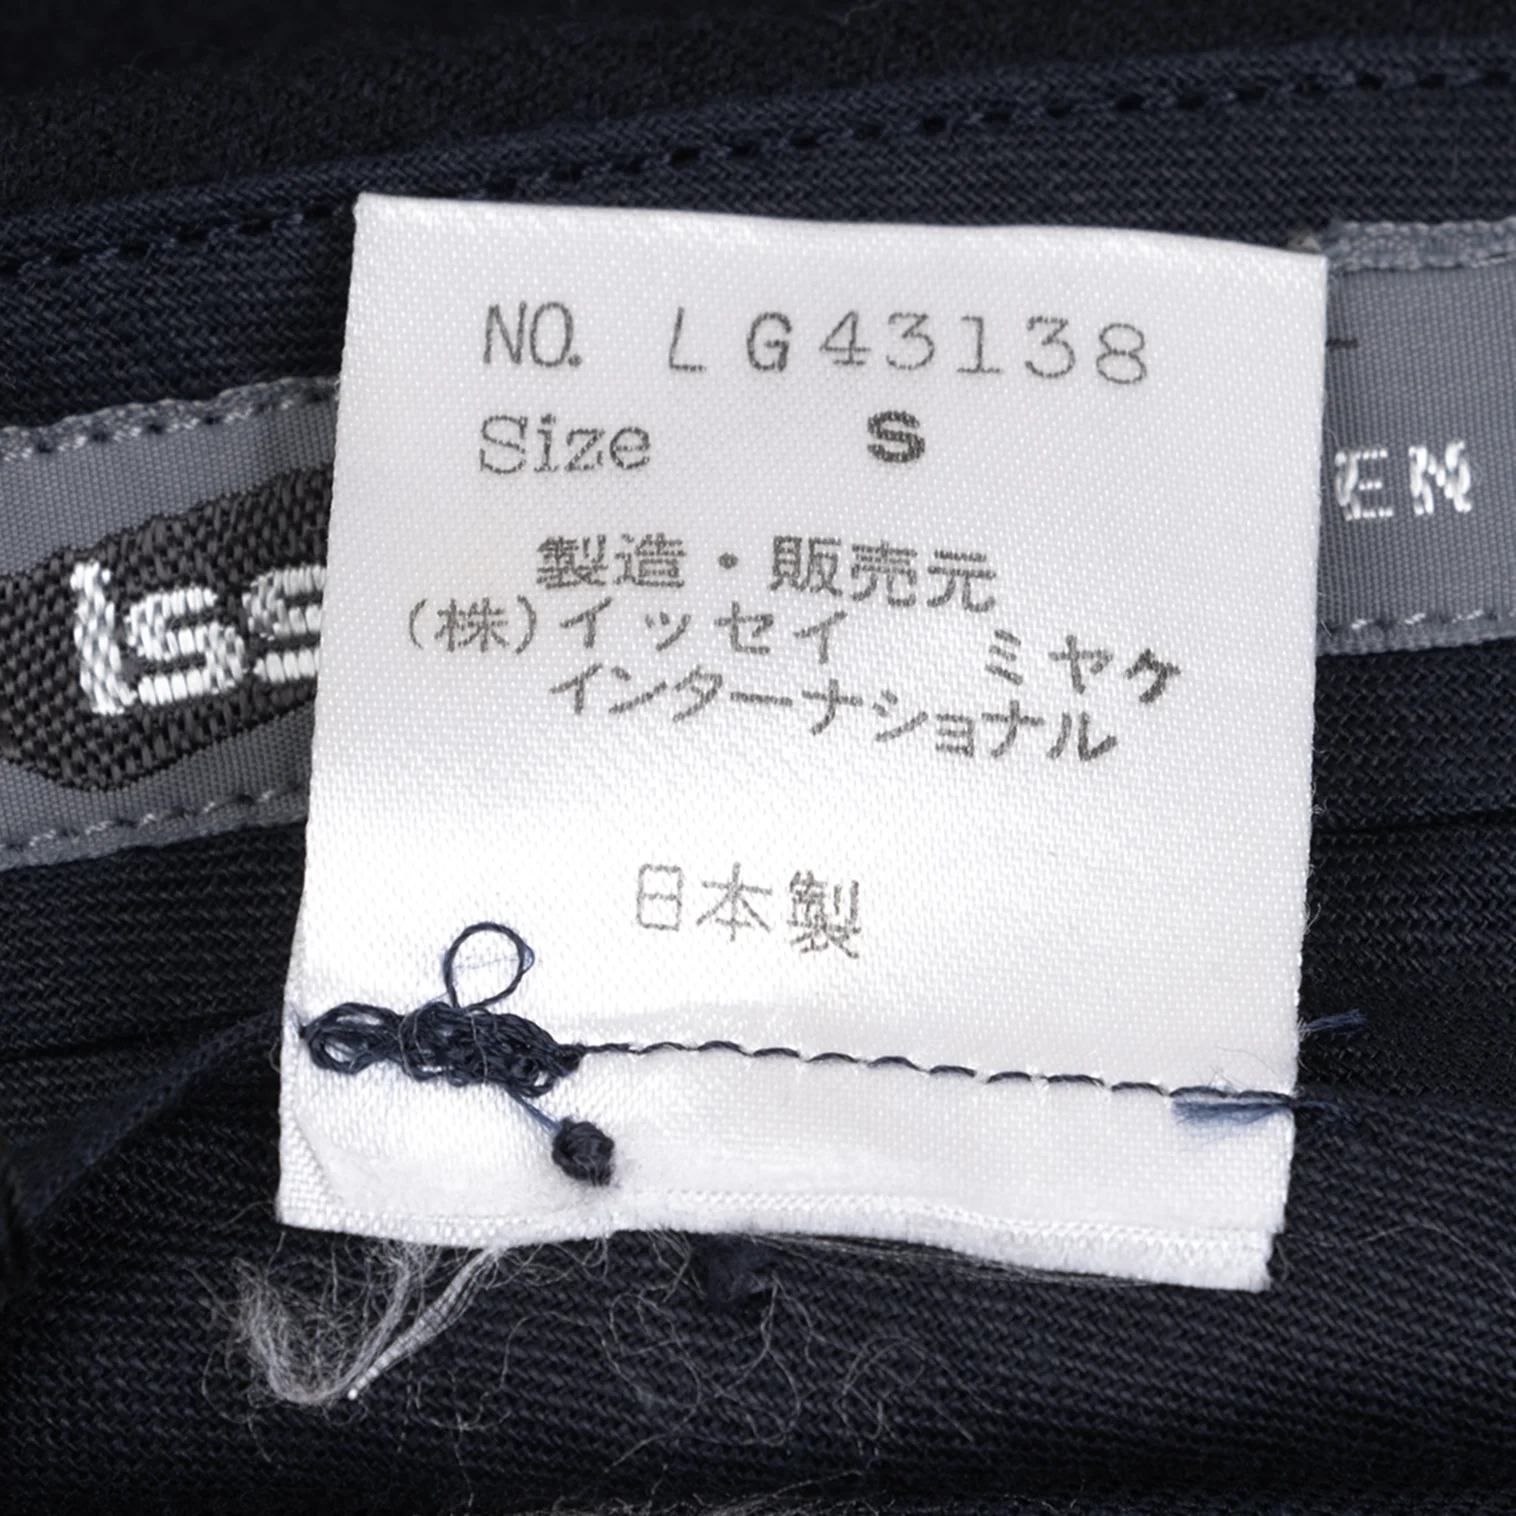 NO. LG43138
Size S
製造・販売元
(株)イッセイ ミヤケ
インターナショナル
日本製
Iss
EN